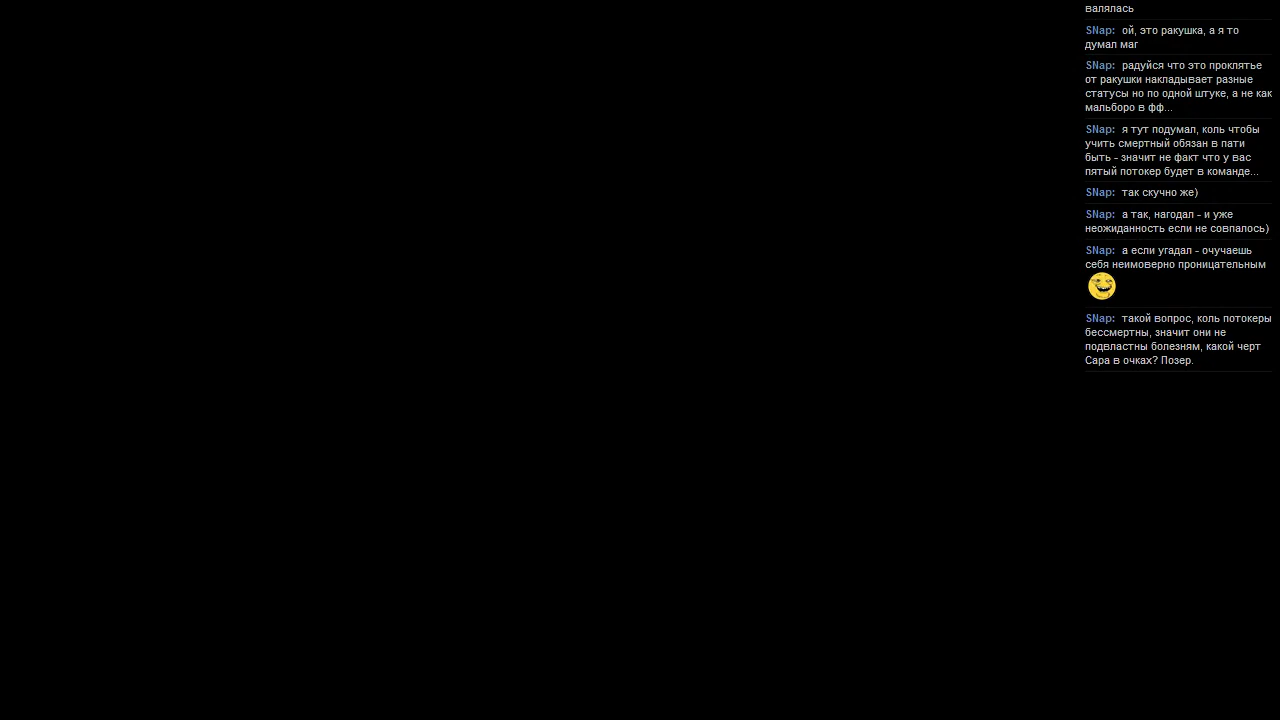 валялась
SNap: ой, это ракушка, а я то
думал маг
SNap: радуйся что это проклятье
от ракушки накладывает разные
статусы но по одной штуке, а не как
мальборо в фф...
SNap: я тут подумал, коль чтобы
учить смертный обязан в пати
быть - значит не факт что у вас
пятый потокер будет в команде...
SNap: так скучно же)
SNap: а так, нагодал - и уже
неожиданность если не совпалось)
SNap: а если угадал - очучаешь
себя неимоверно проницательным
SNap: такой вопрос, коль потокеры
бессмертны, значит они не
подвластны болезням, какой черт
Сара в очках? Позер.